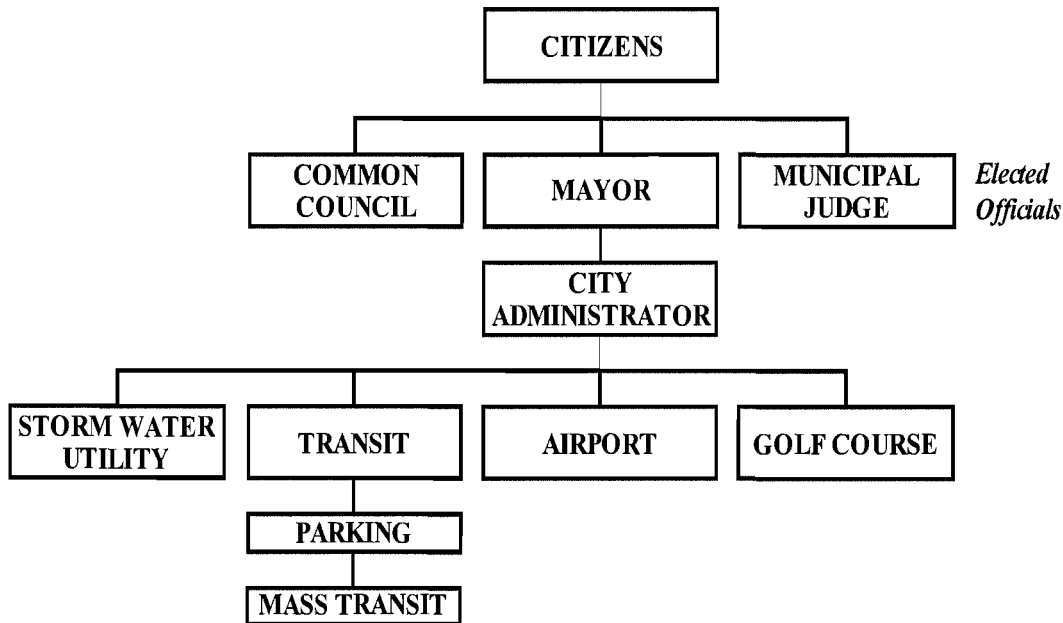 CITIZENS
COMMON
COUNCIL
MAYOR
MUNICIPAL
JUDGE
Elected
Officials
CITY
ADMINISTRATOR
STORM WATER
UTILITY
TRANSIT
AIRPORT
GOLF COURSE
PARKING
MASS TRANSIT